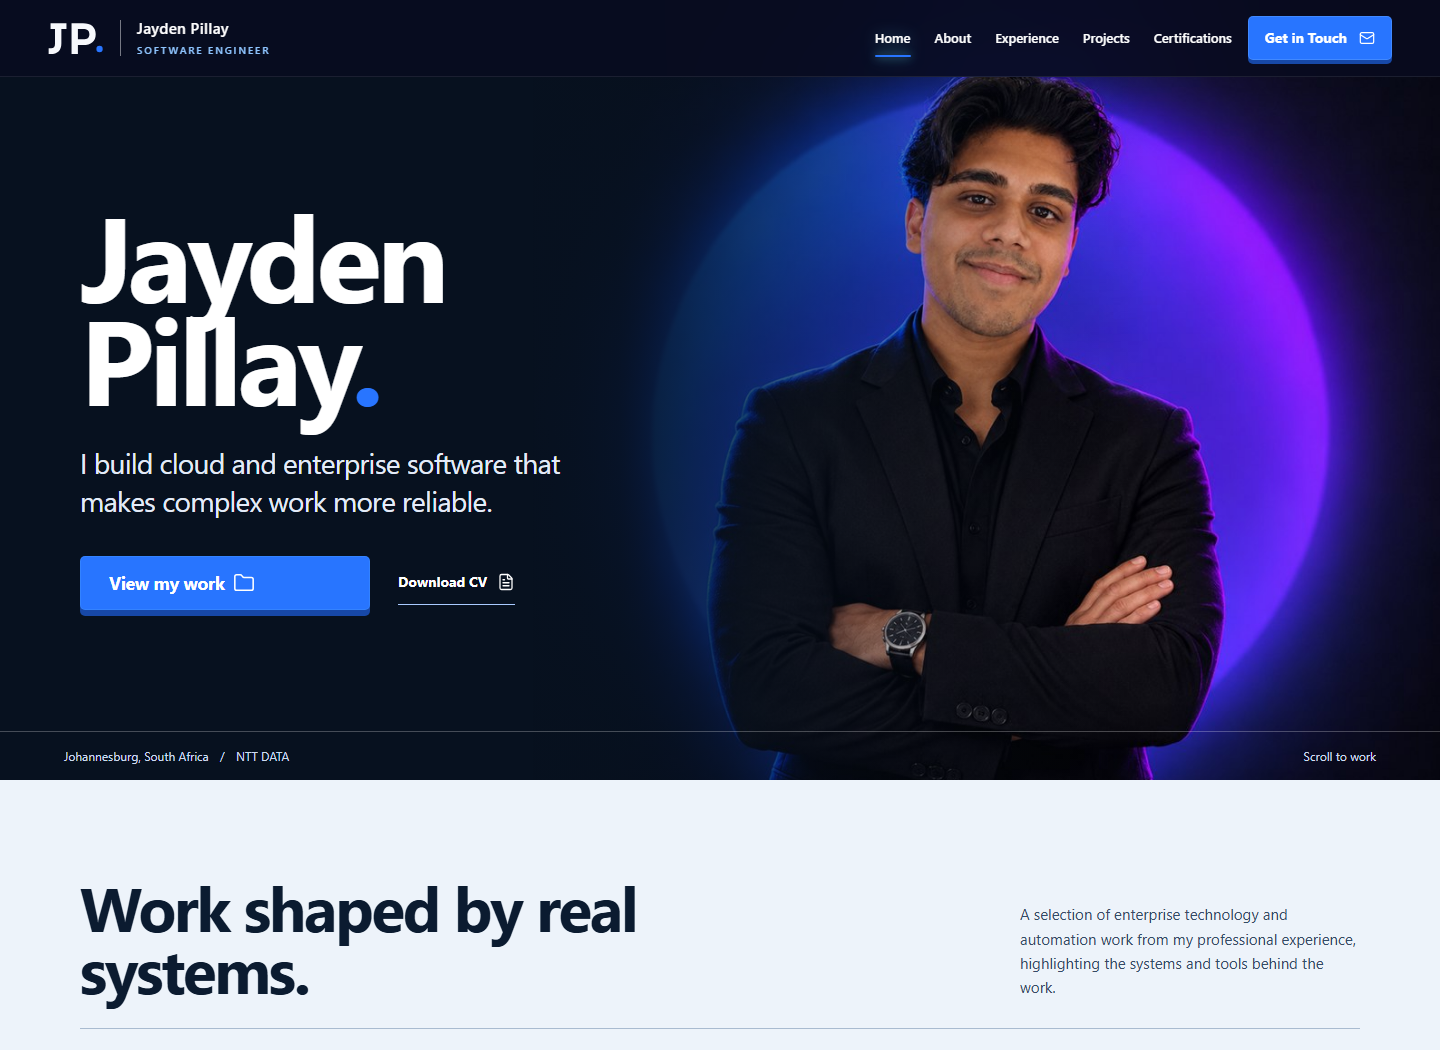 JP.
Jayden Pillay
SOFTWARE ENGINEER
Home
About
Experience
Projects
Certifications
Get in Touch
Jayden
Pillay.
I build cloud and enterprise software that
makes complex work more reliable.
View my work
Download CV
Johannesburg, South Africa / NTT DATA
Scroll to work
Work shaped by real
systems.
A selection of enterprise technology and
automation work from my professional experience,
highlighting the systems and tools behind the
work.